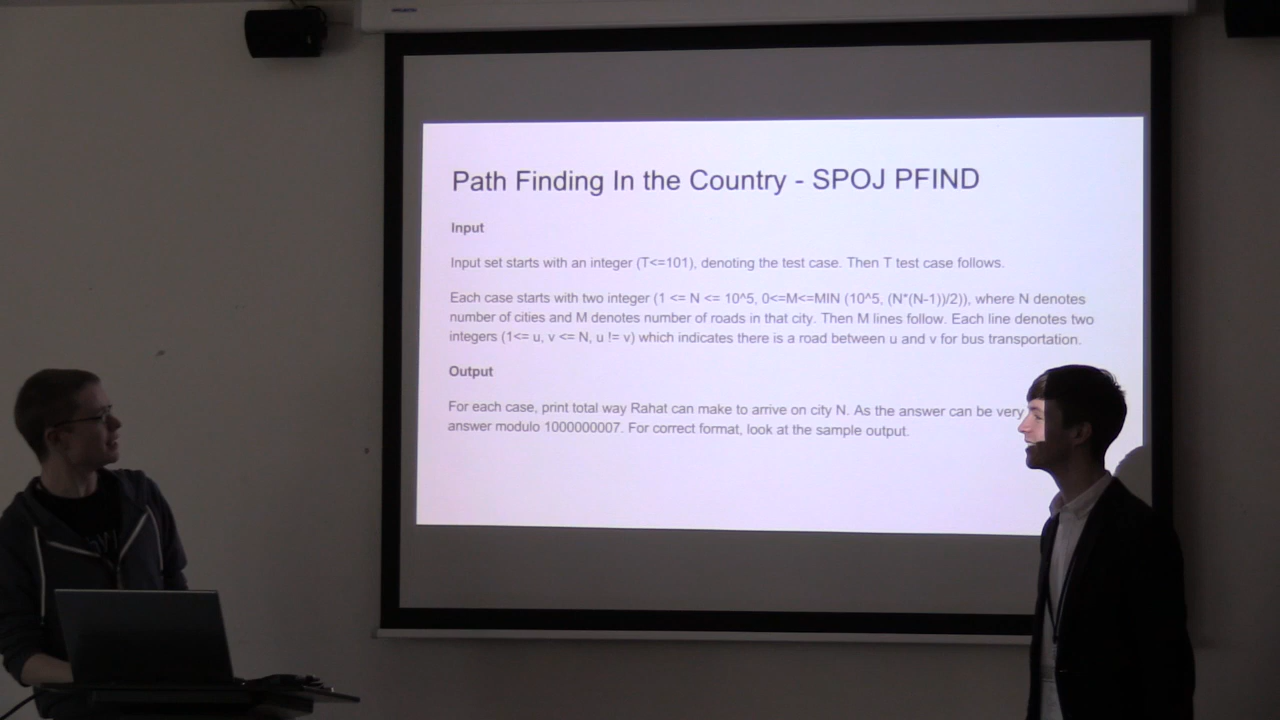 Path Finding In the Country - SPOJ PFIND
Input
Input set starts with an integer (T<=101), denoting the test case. Then T test case follows.
Each case starts with two integer (1 <= N <= 10^5, 0<=M<=MIN (10^5, (N*(N-1))/2)), where N denotes
number of cities and M denotes number of roads in that city. Then M lines follow. Each line denotes two
integers (1<= u, v <= N, u != v) which indicates there is a road between u and v for bus transportation.
Output
For each case, print total way Rahat can make to arrive on city N. As the answer can be very
answer modulo 1000000007. For correct format, look at the sample output.